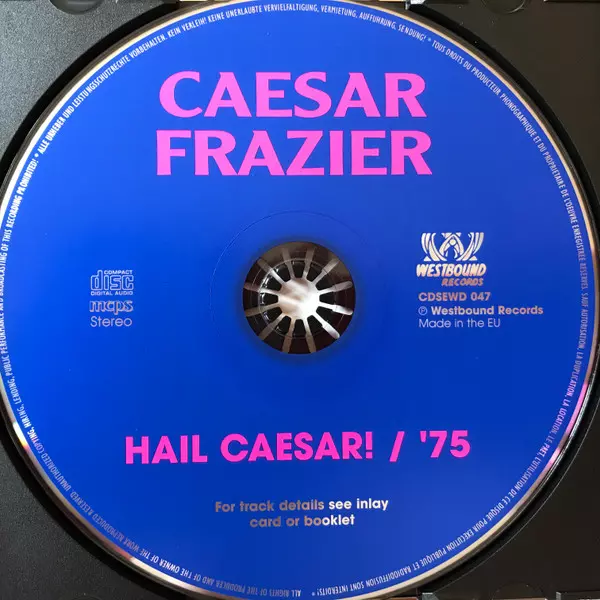 CAESAR
FRAZIER
COMPACT
disc
DIGITAL AUDIO
mcps
Stereo
WESTBOUND
RECORDS
CDSEWD 047
℗ Westbound Records
Made in the EU
HAIL CAESAR! / '75
For track details see inlay
card or booklet
* ALL RIGHTS OF THE PRODUCER AND OF THE OWNER OF THE WORK REPRODUCED RESERVED. UNAUTHORIZED COPYING, HIRING, LENDING, PUBLIC PERFORMANCE AND BROADCASTING OF THIS RECORDING PROHIBITED! * ALLE URHEBER UND LEISTUNGSSCHUTZRECHTE VORBEHALTEN. KEIN VERLEIH! KEINE UNERLAUBTE VERVIELFÄLTIGUNG, VERMIETUNG, AUFFÜHRUNG, SENDUNG! * TOUS DROITS DU PRODUCTEUR PHONOGRAPHIQUE ET DU PROPRIETAIRE DE L'OEUVRE ENREGISTREE RESERVES. SAUF AUTORISATION, LA DUPLICATION, LA LOCATION, LE PRET L'UTILISATION DE CE DISQUE POUR EXECUTION PUBLIQUE ET RADIODIFFUSION SONT INTERDITS!